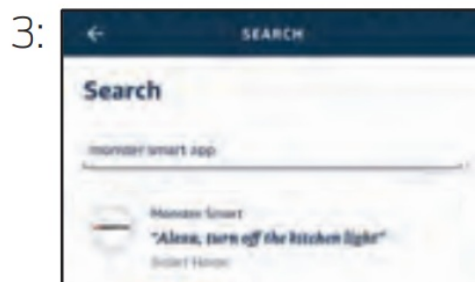 3:
SEARCH
Search
monster smart app
Monster Smart
"Alexa, turn off the kitchen light"
Smart Home